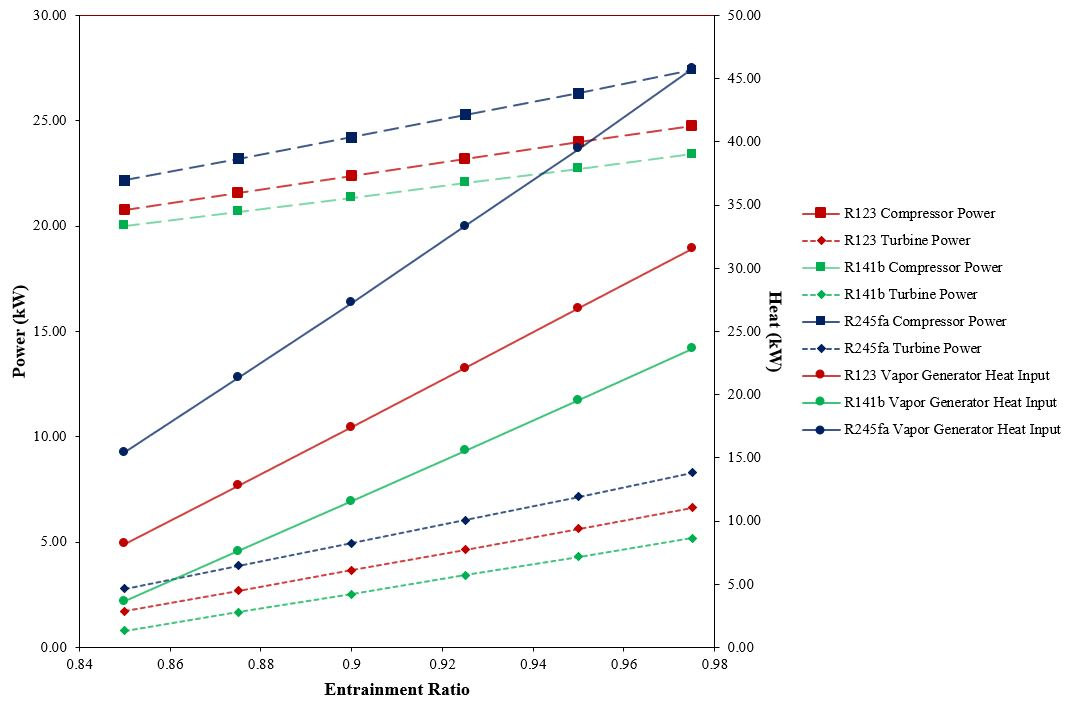 30.00
25.00
20.00
15.00
10.00
5.00
0.00
Power (kW)
50.00
45.00
40.00
35.00
30.00
25.00
20.00
15.00
10.00
5.00
0.00
Heat (kW)
0.84 0.86 0.88 0.9 0.92 0.94 0.96 0.98
Entrainment Ratio
R123 Compressor Power
R123 Turbine Power
R141b Compressor Power
R141b Turbine Power
R245fa Compressor Power
R245fa Turbine Power
R123 Vapor Generator Heat Input
R141b Vapor Generator Heat Input
R245fa Vapor Generator Heat Input